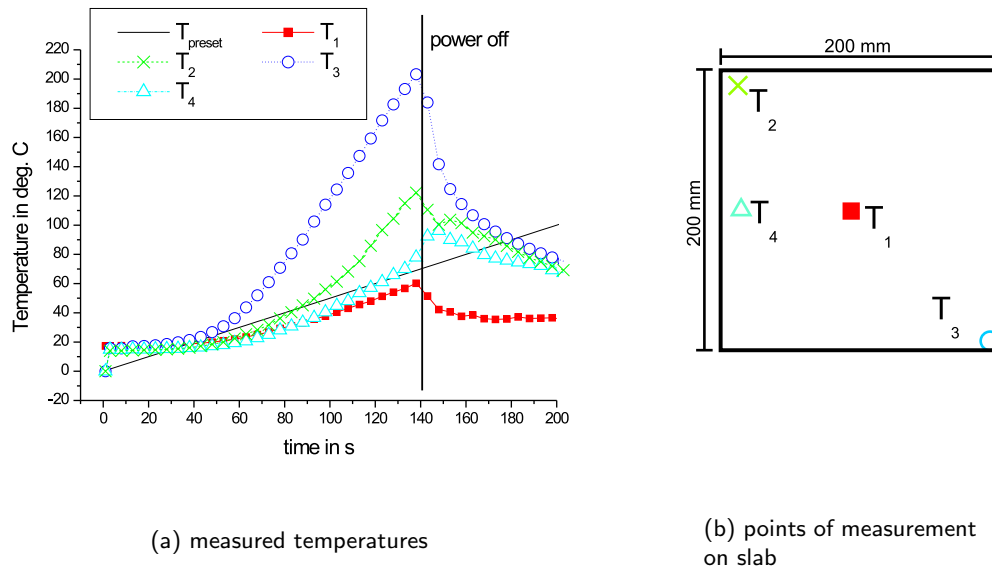 T_preset
T_1
T_2
T_3
T_4
power off
Temperature in deg. C
220
200
180
160
140
120
100
80
60
40
20
0
-20
0 20 40 60 80 100 120 140 160 180 200
time in s
(a) measured temperatures
200 mm
200 mm
T_2
T_4
T_1
T_3
(b) points of measurement
on slab